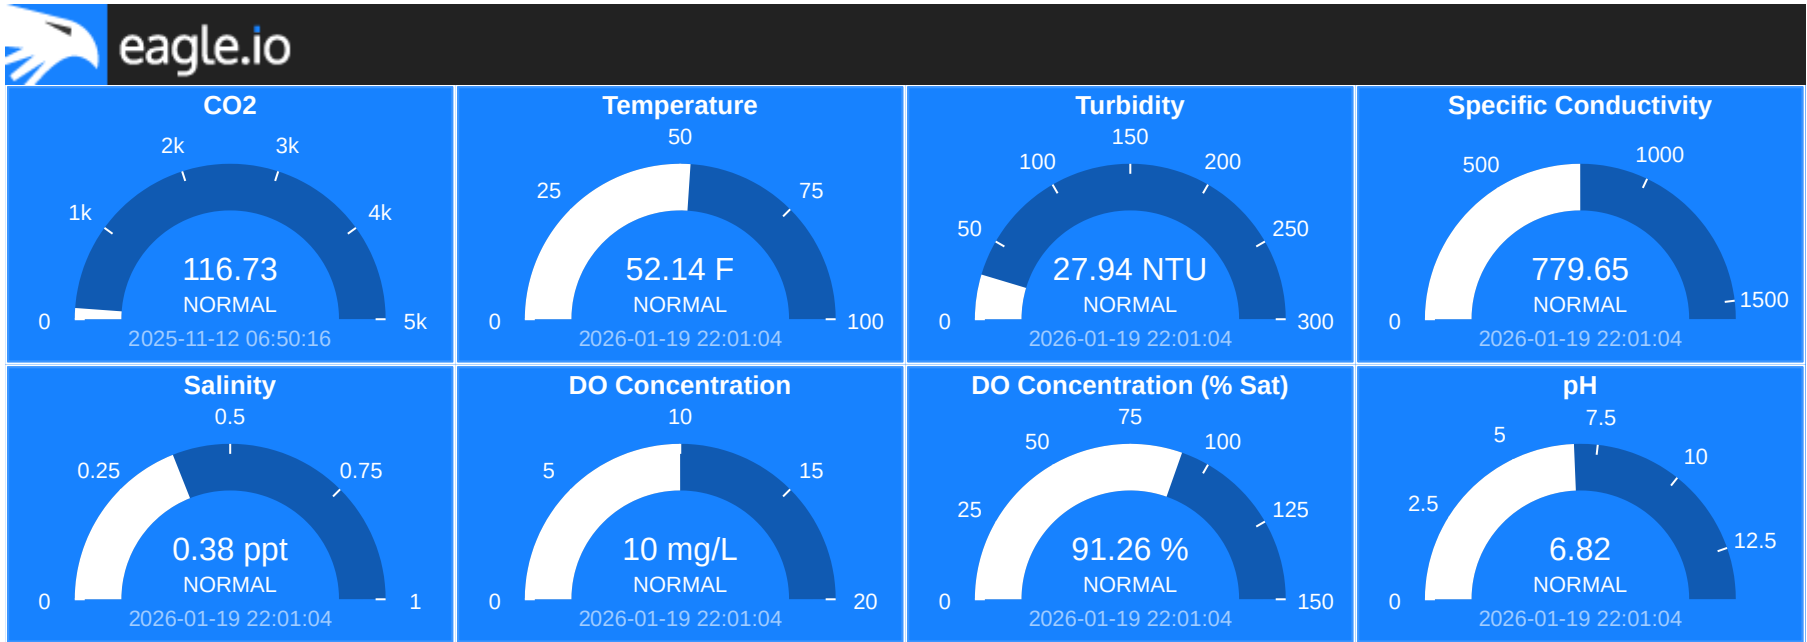 eagle.io
CO2
0
1k
2k
3k
4k
5k
116.73
NORMAL
2025-11-12 06:50:16
Temperature
0
25
50
75
100
52.14 F
NORMAL
2026-01-19 22:01:04
Turbidity
0
50
100
150
200
250
300
27.94 NTU
NORMAL
2026-01-19 22:01:04
Specific Conductivity
0
500
1000
1500
779.65
NORMAL
2026-01-19 22:01:04
Salinity
0
0.25
0.5
0.75
1
0.38 ppt
NORMAL
2026-01-19 22:01:04
DO Concentration
0
5
10
15
20
10 mg/L
NORMAL
2026-01-19 22:01:04
DO Concentration (% Sat)
0
25
50
75
100
125
150
91.26 %
NORMAL
2026-01-19 22:01:04
pH
0
2.5
5
7.5
10
12.5
6.82
NORMAL
2026-01-19 22:01:04